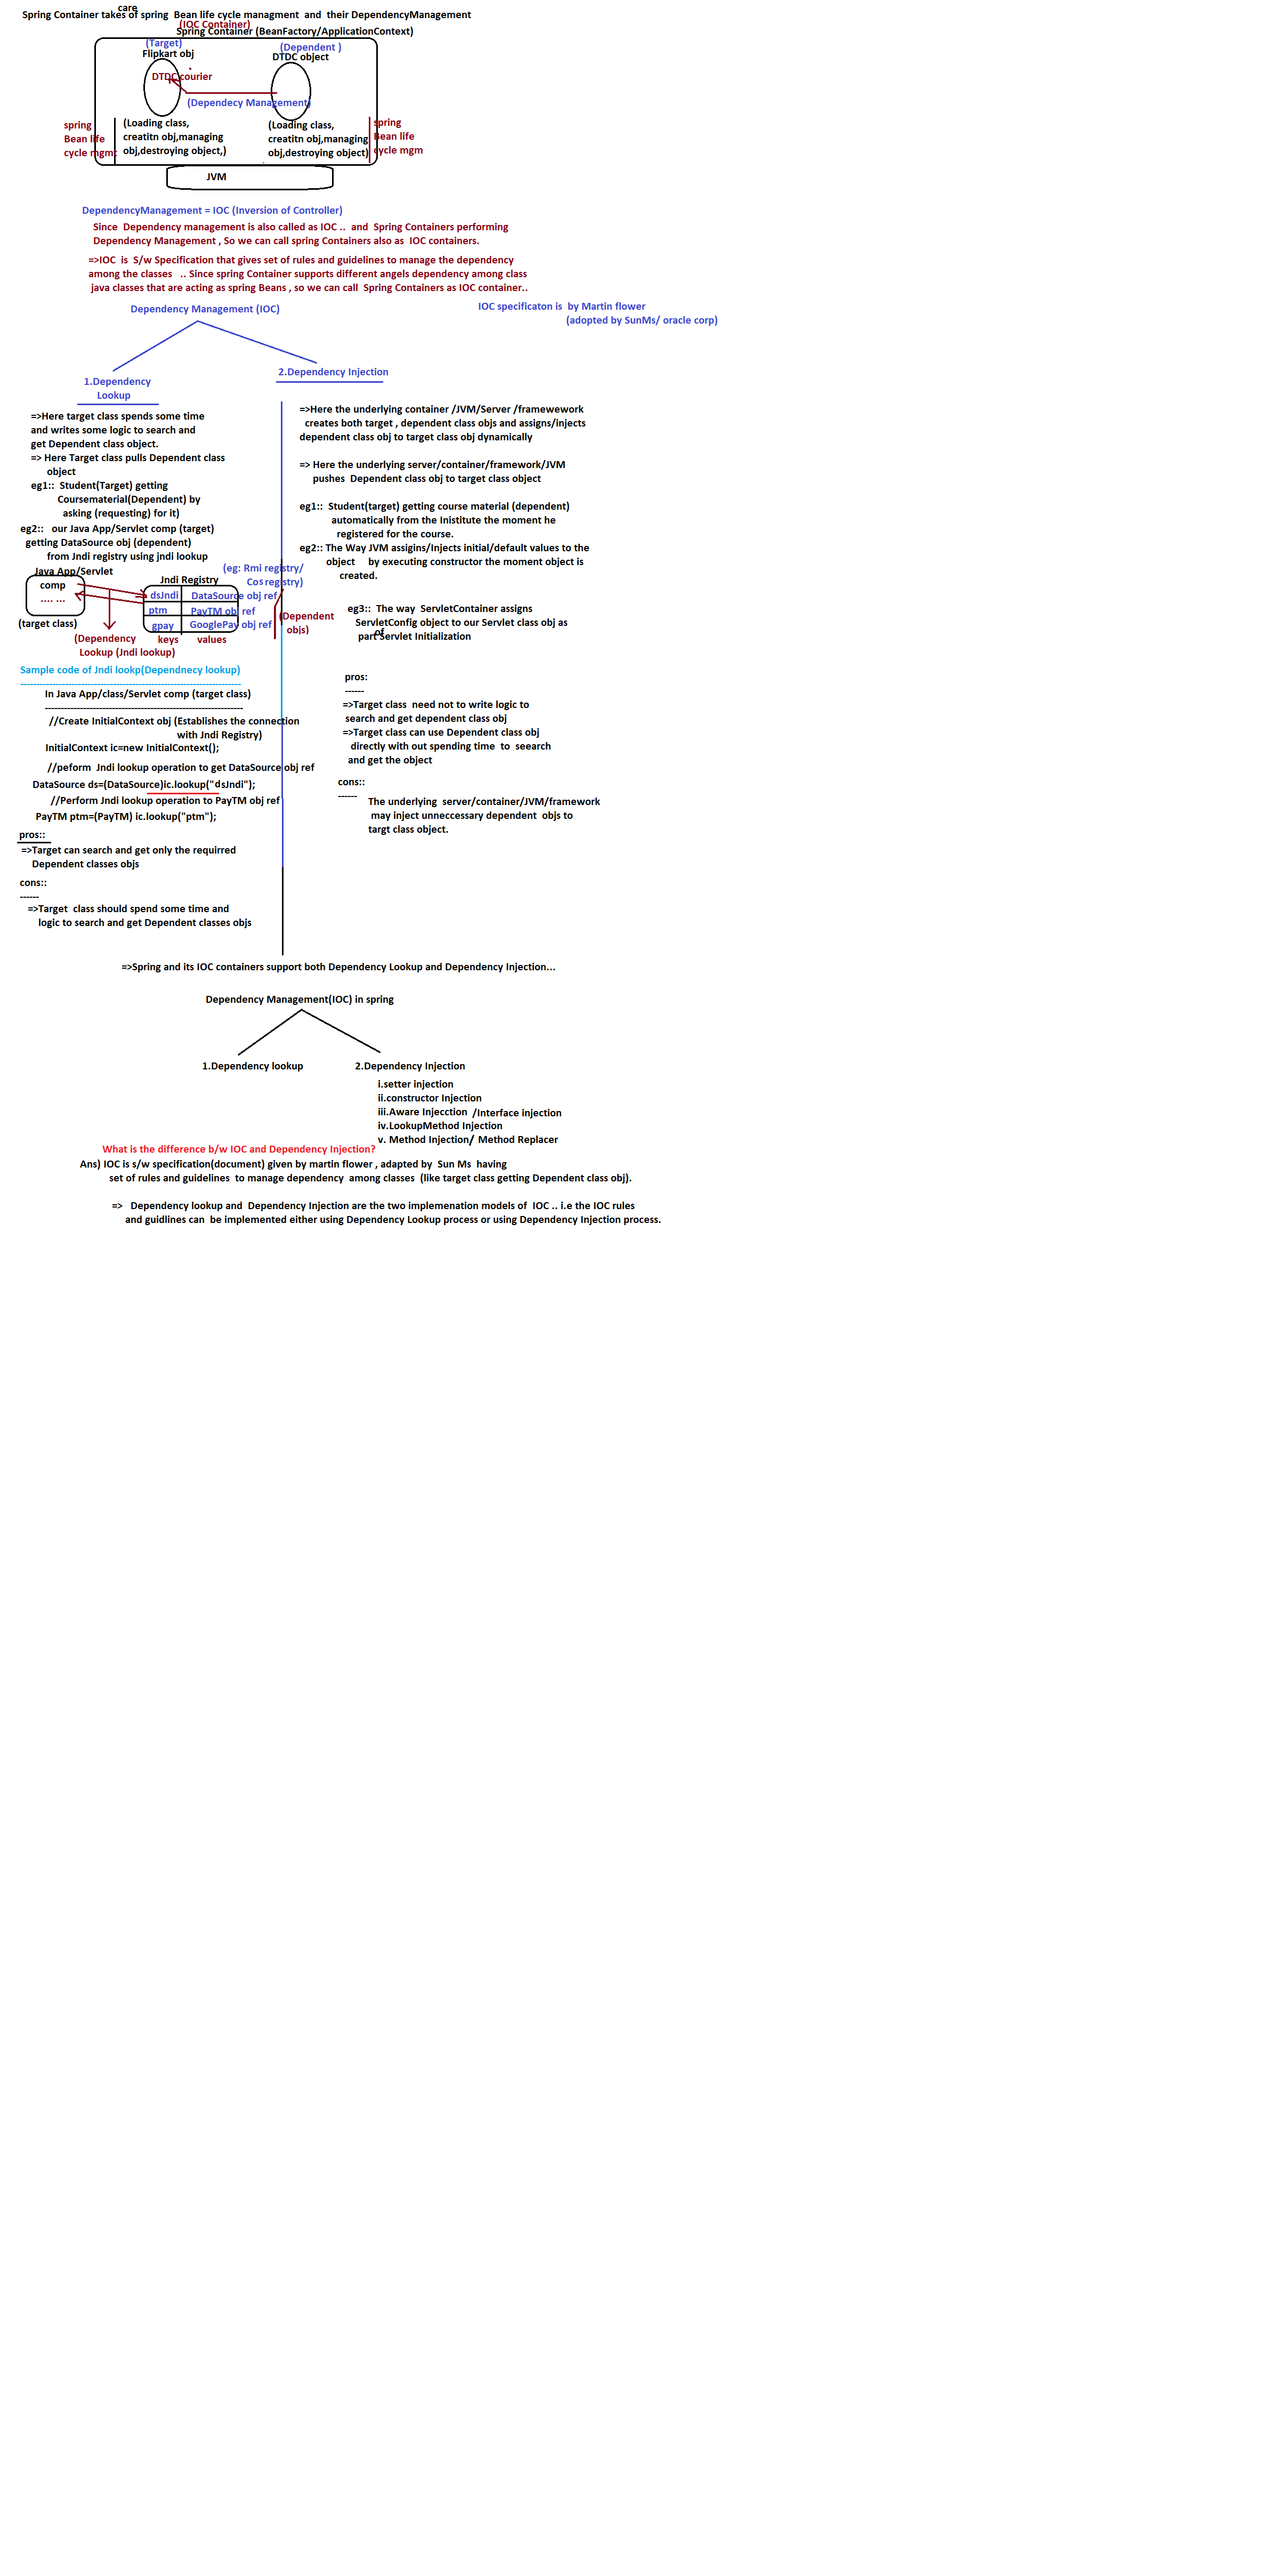 care
Spring Container takes of spring  Bean life cycle managment  and  their DependencyManagement
(IOC Container)
Spring Container (BeanFactory/ApplicationContext)
(Target)
(Dependent )
Flipkart obj
DTDC object
DTDC courier
(Dependecy Management)
spring
Bean life
cycle mgmt
(Loading class,
creatitn obj,managing
obj,destroying object,)
(Loading class,
creatitn obj,managing
obj,destroying object)
spring
Bean life
cycle mgm
JVM
DependencyManagement = IOC (Inversion of Controller)
Since  Dependency management is also called as IOC ..  and  Spring Containers performing
Dependency Management , So we can call spring Containers also as  IOC containers.
=>IOC  is  S/w Specification that gives set of rules and guidelines to manage the dependency
among the classes   .. Since spring Container supports different angels dependency among class
java classes that are acting as spring Beans , so we can call  Spring Containers as IOC container..
IOC specificaton is  by Martin flower
(adopted by SunMs/ oracle corp)
Dependency Management (IOC)
1.Dependency
Lookup
=>Here target class spends some time
and writes some logic to search and
get Dependent class object.
=> Here Target class pulls Dependent class
object
eg1::  Student(Target) getting
Coursematerial(Dependent) by
asking (requesting) for it)
eg2::   our Java App/Servlet comp (target)
getting DataSource obj (dependent)
from Jndi registry using jndi lookup
Java App/Servlet
comp
.... ...
(target class)
Jndi Registry
(eg: Rmi registry/
Cos registry)
dsJndi DataSource obj ref
ptm PayTM obj ref
gpay GooglePay obj ref
keys values
(Dependent
objs)
(Dependency
Lookup (Jndi lookup)
Sample code of Jndi lookp(Dependnecy lookup)
----------------------------------------------------------------------
In Java App/class/Servlet comp (target class)
--------------------------------------------------------------
//Create InitialContext obj (Establishes the connection
with Jndi Registry)
InitialContext ic=new InitialContext();
//peform  Jndi lookup operation to get DataSource obj ref
DataSource ds=(DataSource)ic.lookup("dsJndi");
//Perform Jndi lookup operation to PayTM obj ref
PayTM ptm=(PayTM) ic.lookup("ptm");
pros::
=>Target can search and get only the requirred
Dependent classes objs
cons::
------
=>Target  class should spend some time and
logic to search and get Dependent classes objs
2.Dependency Injection
=>Here the underlying container /JVM/Server /framewework
creates both target , dependent class objs and assigns/injects
dependent class obj to target class obj dynamically
=> Here the underlying server/container/framework/JVM
pushes  Dependent class obj to target class object
eg1::  Student(target) getting course material (dependent)
automatically from the Inistitute the moment he
registered for the course.
eg2:: The Way JVM assigins/Injects initial/default values to the
object     by executing constructor the moment object is
created.
eg3::  The way  ServletContainer assigns
ServletConfig object to our Servlet class obj as
part of Servlet Initialization
pros:
------
=>Target class  need not to write logic to
search and get dependent class obj
=>Target class can use Dependent class obj
directly with out spending time  to  seearch
and get the object
cons::
------
The underlying  server/container/JVM/framework
may inject unneccessary dependent  objs to
targt class object.
=>Spring and its IOC containers support both Dependency Lookup and Dependency Injection...
Dependency Management(IOC) in spring
1.Dependency lookup
2.Dependency Injection
i.setter injection
ii.constructor Injection
iii.Aware Injecction /Interface injection
iv.LookupMethod Injection
v. Method Injection/ Method Replacer
What is the difference b/w IOC and Dependency Injection?
Ans) IOC is s/w specification(document) given by martin flower , adapted by  Sun Ms  having
set of rules and guidelines  to manage dependency  among classes  (like target class getting Dependent class obj).
=>   Dependency lookup and  Dependency Injection are the two implemenation models of  IOC .. i.e the IOC rules
and guidlines can  be implemented either using Dependency Lookup process or using Dependency Injection process.